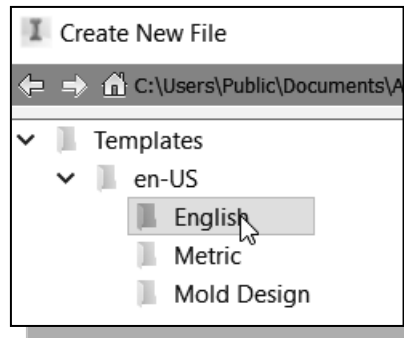 Create New File
C:\Users\Public\Documents\A
Templates
en-US
English
Metric
Mold Design